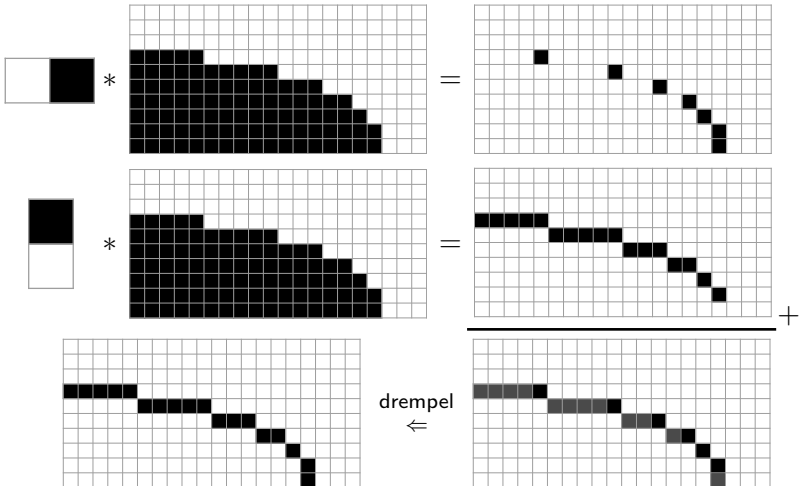 * =
* =
+
drempel
⇐